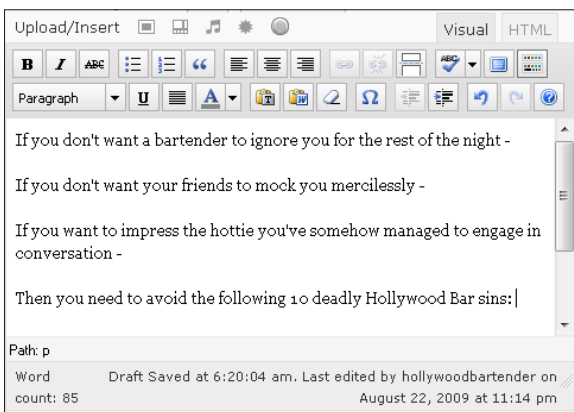 Upload/Insert Visual HTML
B I ABC ABC
Paragraph U A
If you don't want a bartender to ignore you for the rest of the night -
If you don't want your friends to mock you mercilessly -
If you want to impress the hottie you've somehow managed to engage in
conversation -
Then you need to avoid the following 10 deadly Hollywood Bar sins:
Path: p
Word Draft Saved at 6:20:04 am. Last edited by hollywoodbartender on
count: 85 August 22, 2009 at 11:14 pm